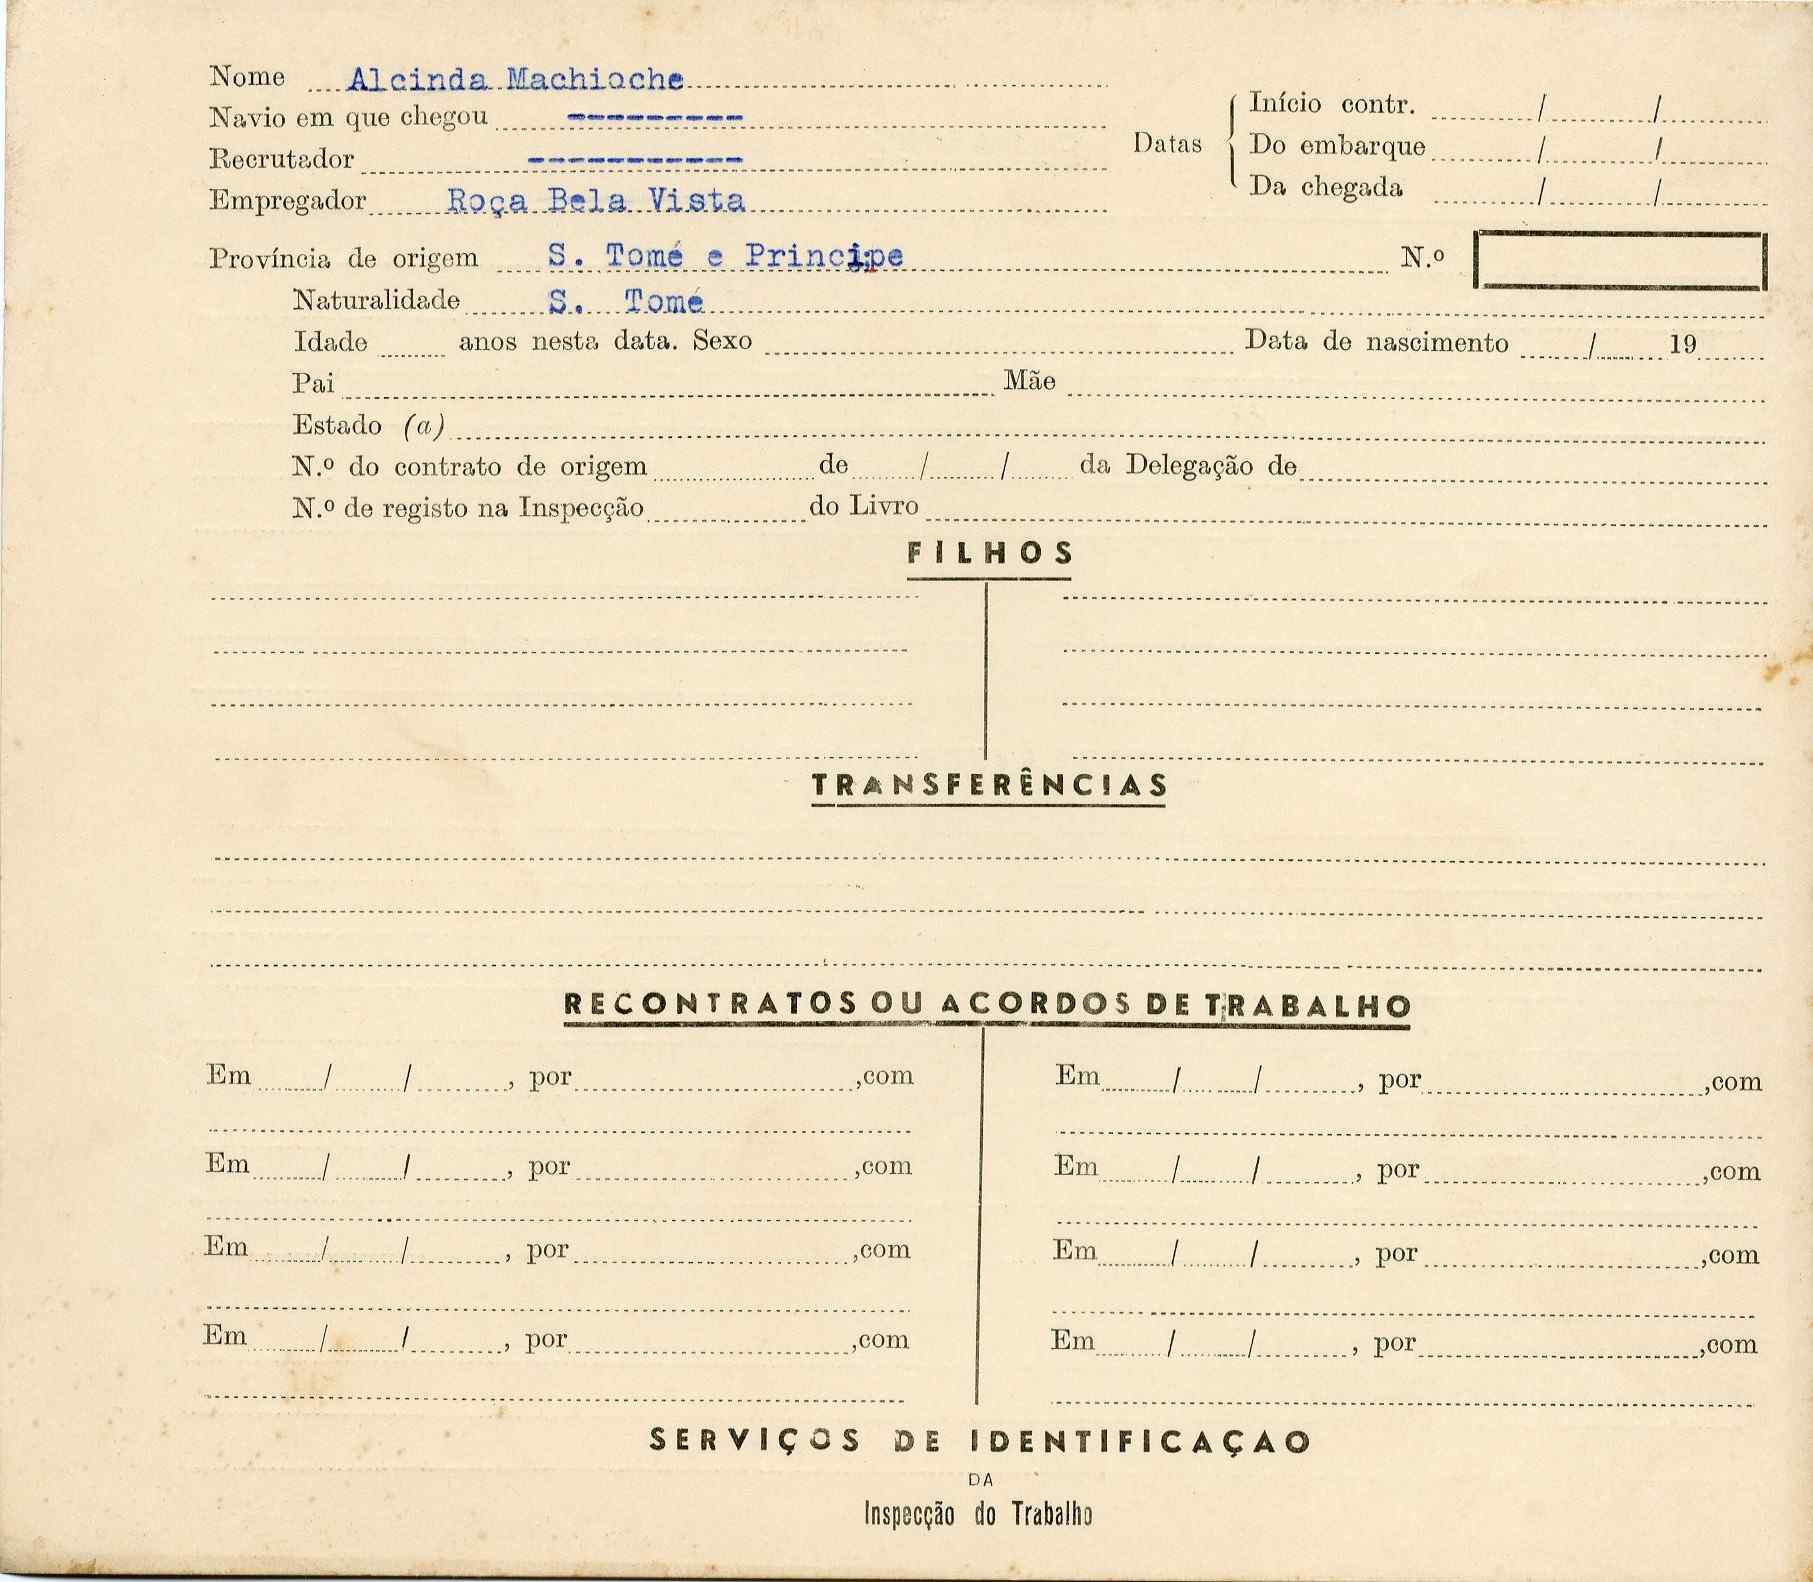 Nome Alcinda Machioche
Navio em que chegou ---------
Recrutador -----------
Empregador Roça Bela Vista
Datas
Início contr. / /
Do embarque / /
Da chegada / /
Província de origem S. Tomé e Principe N.º
Naturalidade S. Tomé
Idade anos nesta data. Sexo Data de nascimento / 19
Pai Mãe
Estado (a)
N.º do contrato de origem de / / da Delegação de
N.º de registo na Inspecção do Livro
FILHOS
TRANSFERÊNCIAS
RECONTRATOS OU ACORDOS DE TRABALHO
Em / / , por ,com Em / / , por ,com
Em / / , por ,com Em / / , por ,com
Em / / , por ,com Em / / , por ,com
Em / / , por ,com Em / / , por ,com
SERVIÇOS DE IDENTIFICAÇAO
DA
Inspecção do Trabalho